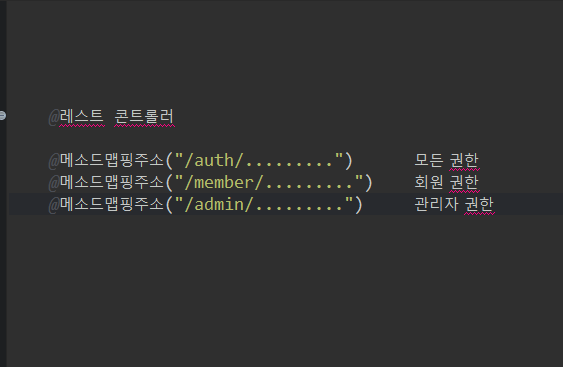 @레스트 콘트롤러
@메소드맵핑주소("/auth/.........") 모든 권한
@메소드맵핑주소("/member/.........") 회원 권한
@메소드맵핑주소("/admin/.........") 관리자 권한